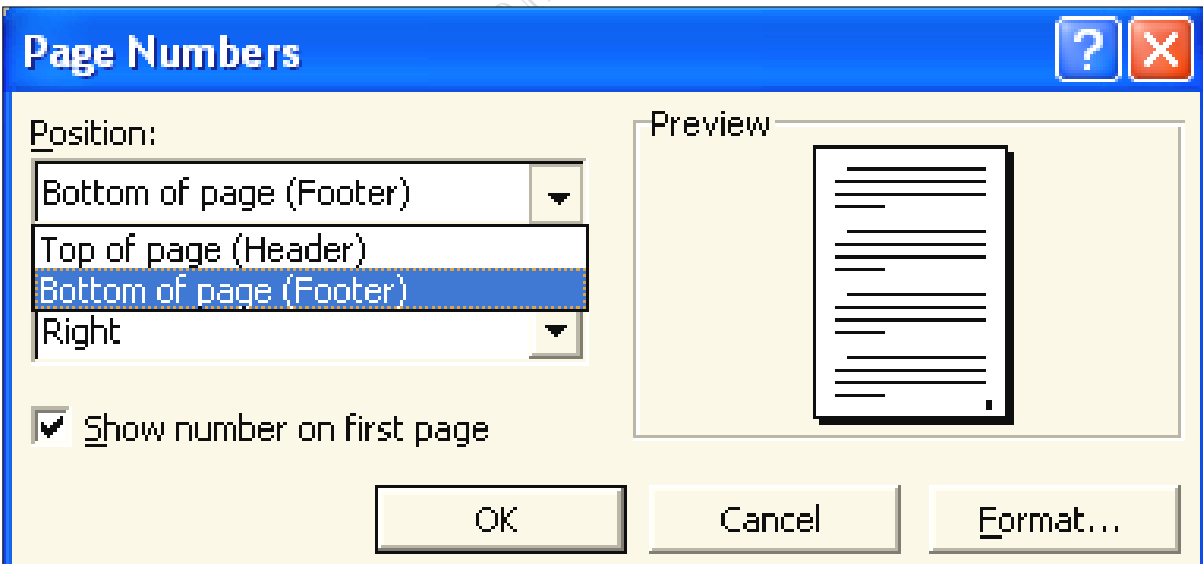 Page Numbers
Position:
Bottom of page (Footer)
Top of page (Header)
Bottom of page (Footer)
Right
Show number on first page
Preview
OK
Cancel
Format...